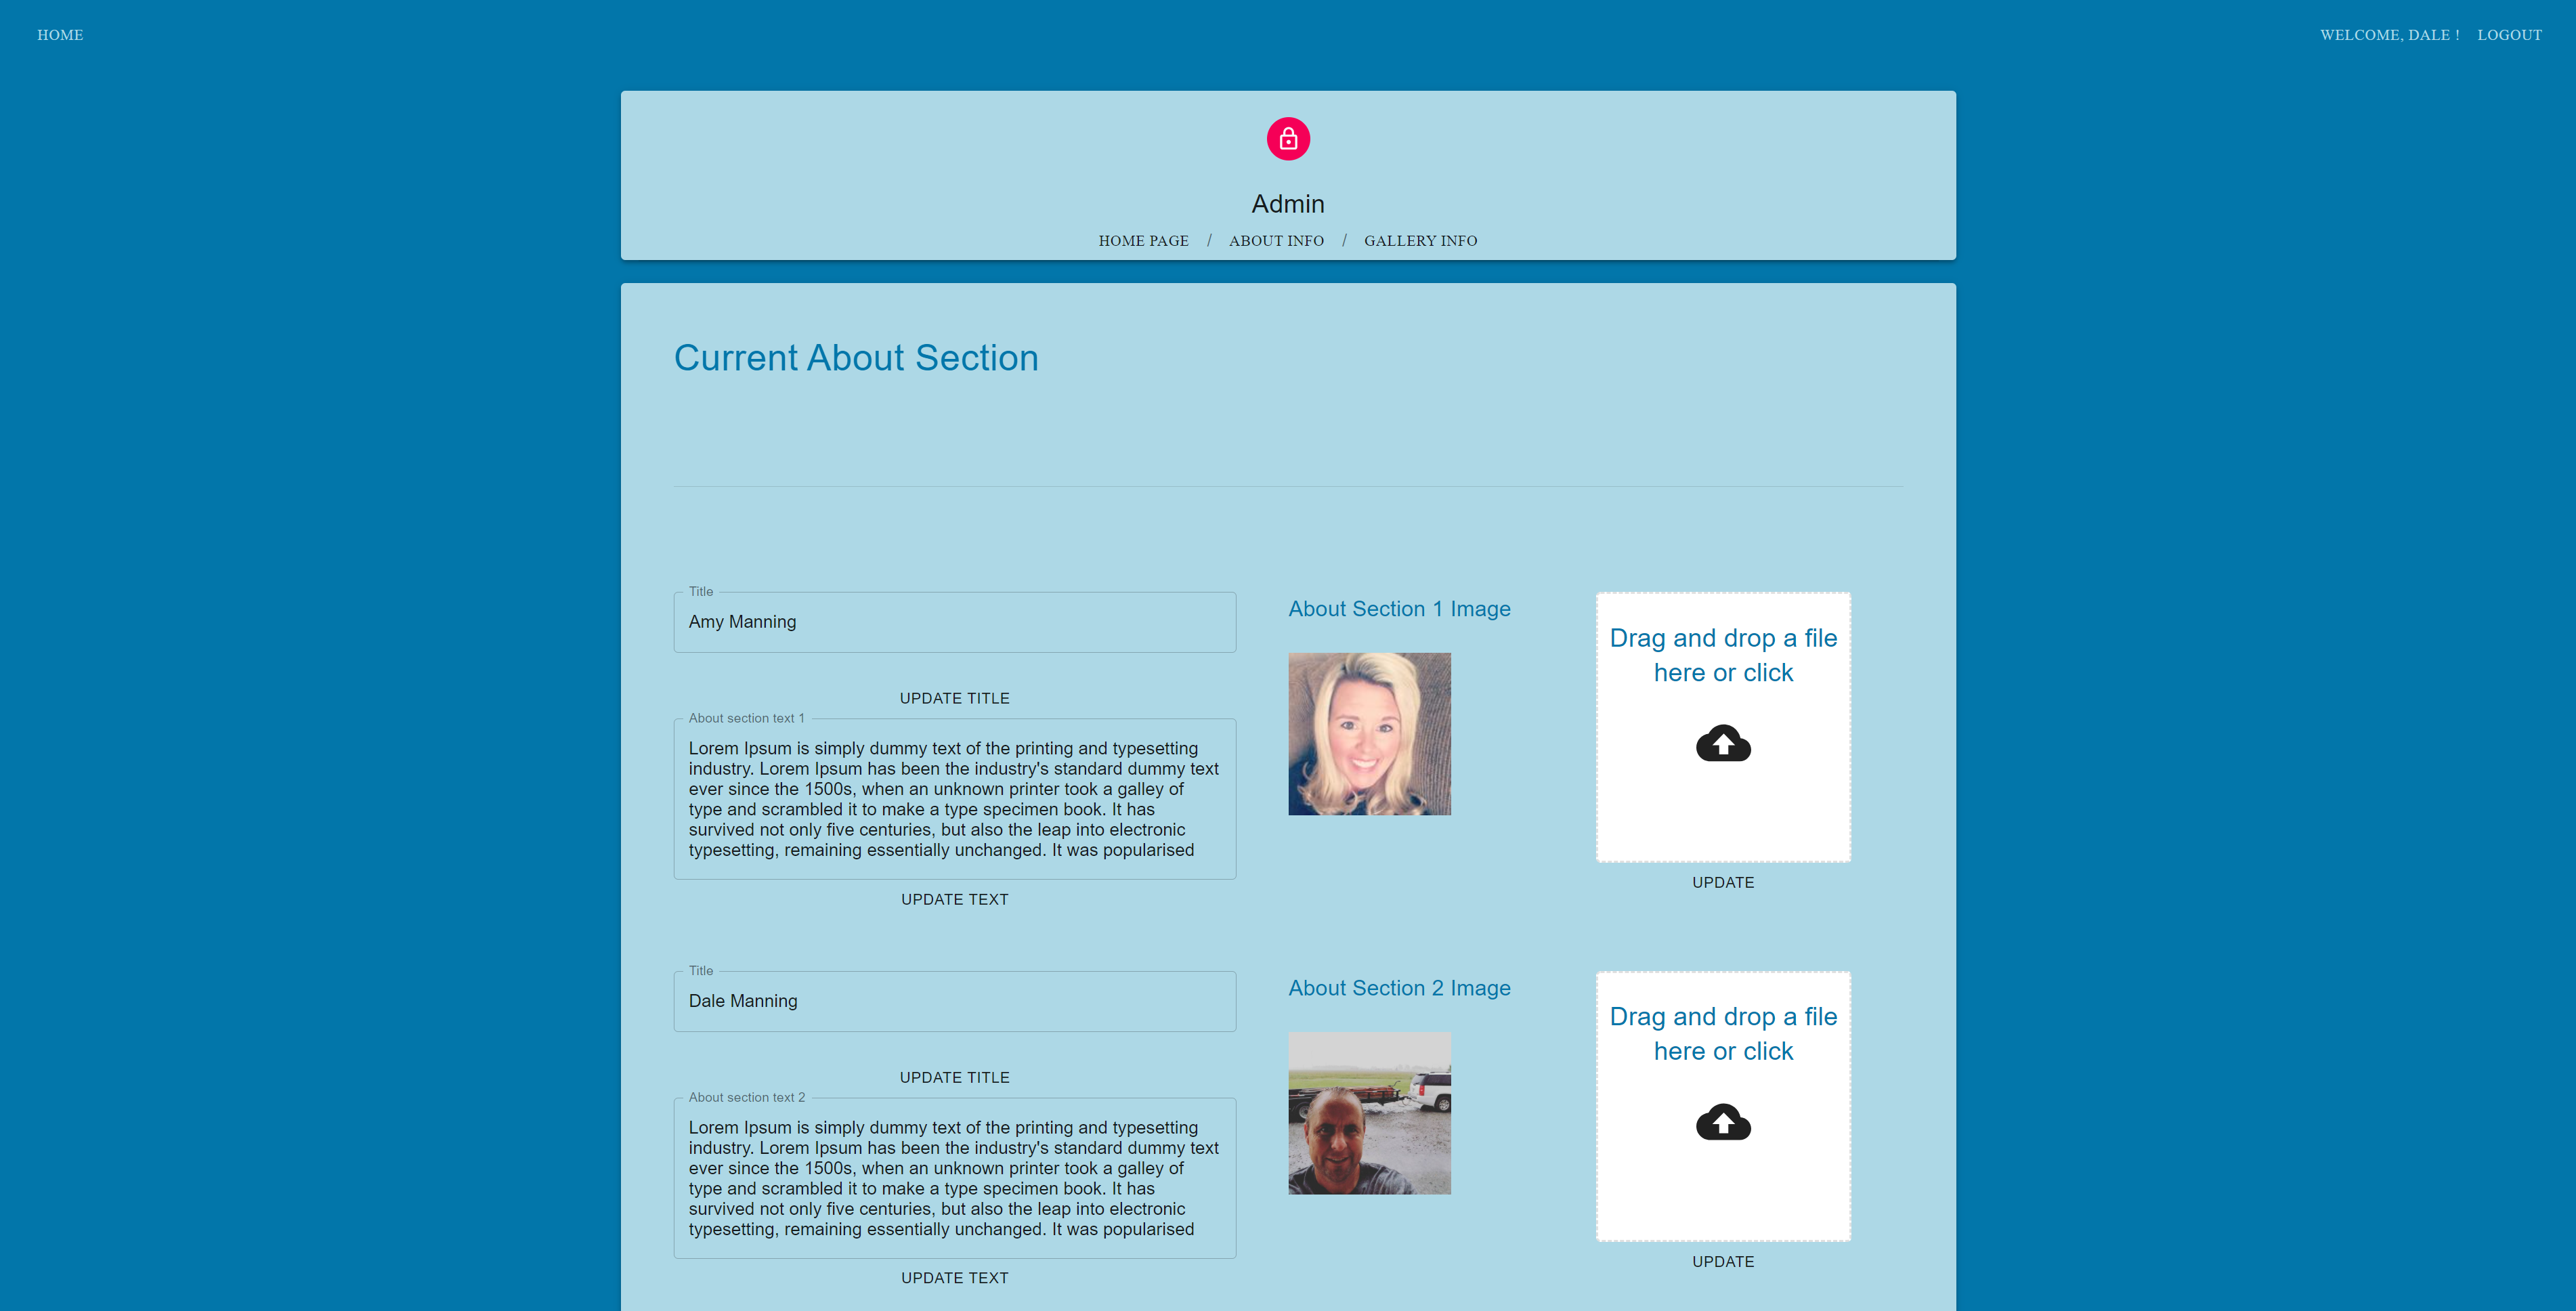 HOME
WELCOME, DALE !
LOGOUT
Admin
HOME PAGE / ABOUT INFO / GALLERY INFO
Current About Section
Title
Amy Manning
UPDATE TITLE
About section text 1
Lorem Ipsum is simply dummy text of the printing and typesetting
industry. Lorem Ipsum has been the industry's standard dummy text
ever since the 1500s, when an unknown printer took a galley of
type and scrambled it to make a type specimen book. It has
survived not only five centuries, but also the leap into electronic
typesetting, remaining essentially unchanged. It was popularised
UPDATE TEXT
About Section 1 Image
Drag and drop a file
here or click
UPDATE
Title
Dale Manning
UPDATE TITLE
About section text 2
Lorem Ipsum is simply dummy text of the printing and typesetting
industry. Lorem Ipsum has been the industry's standard dummy text
ever since the 1500s, when an unknown printer took a galley of
type and scrambled it to make a type specimen book. It has
survived not only five centuries, but also the leap into electronic
typesetting, remaining essentially unchanged. It was popularised
UPDATE TEXT
About Section 2 Image
Drag and drop a file
here or click
UPDATE